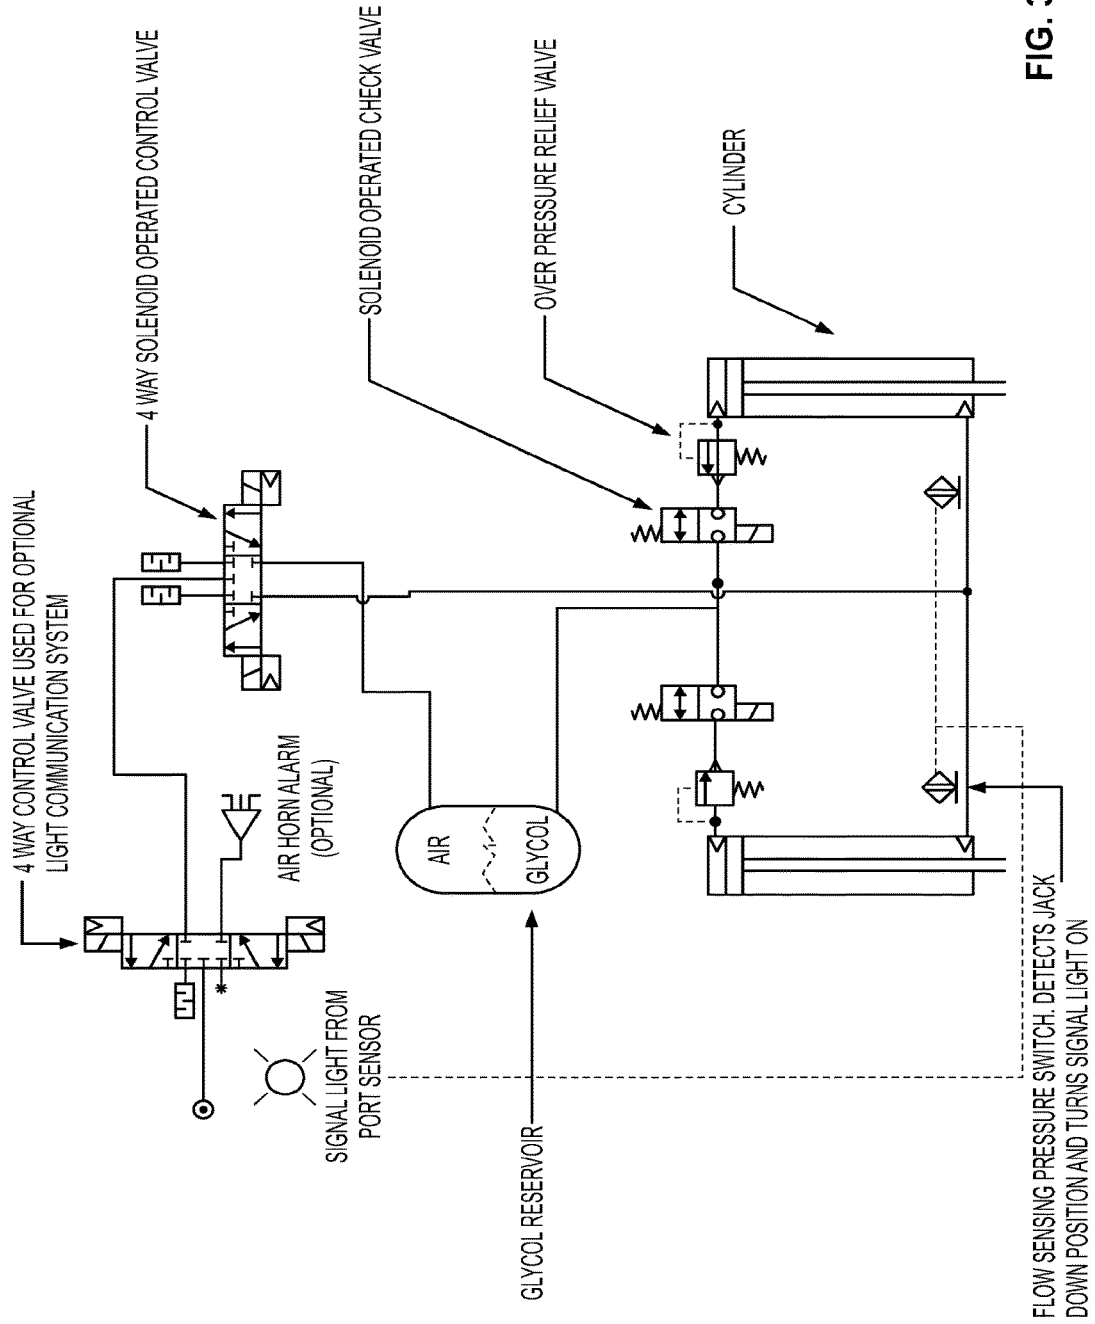 4 WAY CONTROL VALVE USED FOR OPTIONAL
LIGHT COMMUNICATION SYSTEM
4 WAY SOLENOID OPERATED CONTROL VALVE
SOLENOID OPERATED CHECK VALVE
OVER PRESSURE RELIEF VALVE
CYLINDER
AIR HORN ALARM
(OPTIONAL)
AIR
GLYCOL
SIGNAL LIGHT FROM
PORT SENSOR
GLYCOL RESERVOIR
FLOW SENSING PRESSURE SWITCH. DETECTS JACK
DOWN POSITION AND TURNS SIGNAL LIGHT ON
FIG. 3